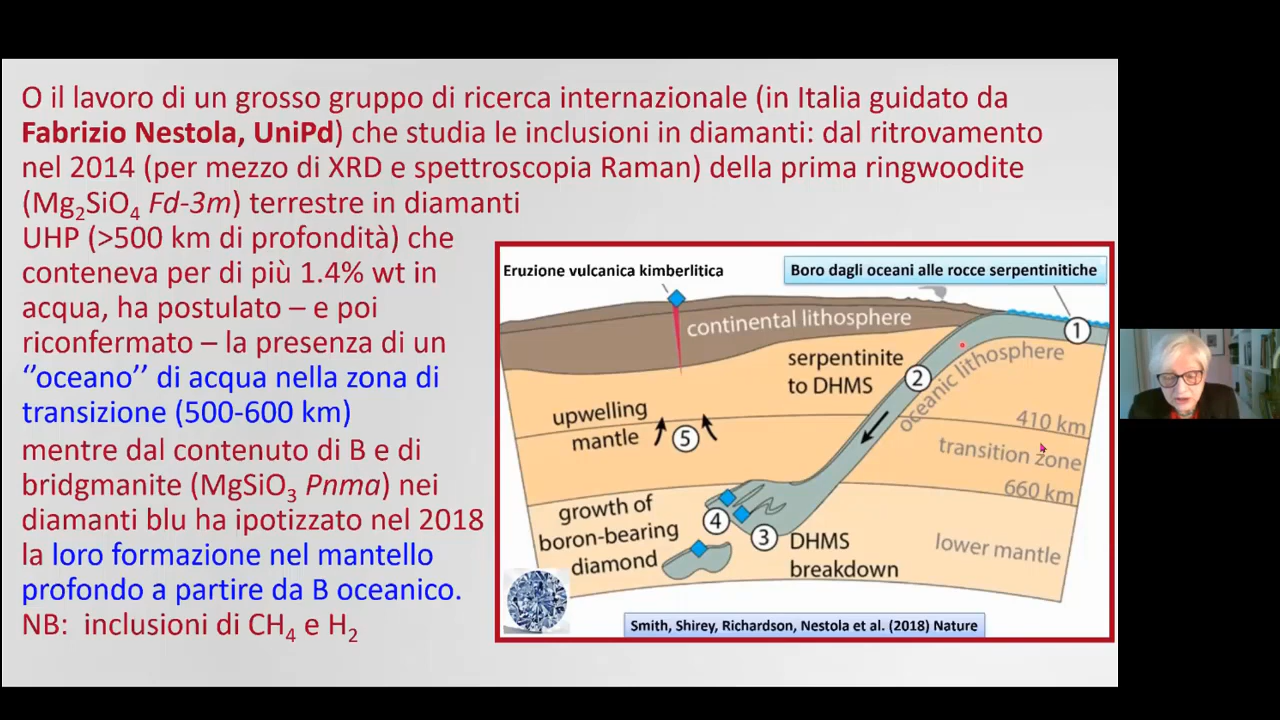 O il lavoro di un grosso gruppo di ricerca internazionale (in Italia guidato da
Fabrizio Nestola, UniPd) che studia le inclusioni in diamanti: dal ritrovamento
nel 2014 (per mezzo di XRD e spettroscopia Raman) della prima ringwoodite
(Mg₂SiO₄ Fd-3m) terrestre in diamanti
UHP (>500 km di profondità) che
conteneva per di più 1.4% wt in
acqua, ha postulato – e poi
riconfermato – la presenza di un
‘’oceano’’ di acqua nella zona di
transizione (500-600 km)
mentre dal contenuto di B e di
bridgmanite (MgSiO₃ Pnma) nei
diamanti blu ha ipotizzato nel 2018
la loro formazione nel mantello
profondo a partire da B oceanico.
NB: inclusioni di CH₄ e H₂
Eruzione vulcanica kimberlitica
Boro dagli oceani alle rocce serpentinitiche
continental lithosphere
1
serpentinite
to DHMS
2
oceanic lithosphere
upwelling
mantle
5
410 km
transition zone
660 km
growth of
boron-bearing
diamond
4
3
DHMS
breakdown
lower mantle
Smith, Shirey, Richardson, Nestola et al. (2018) Nature